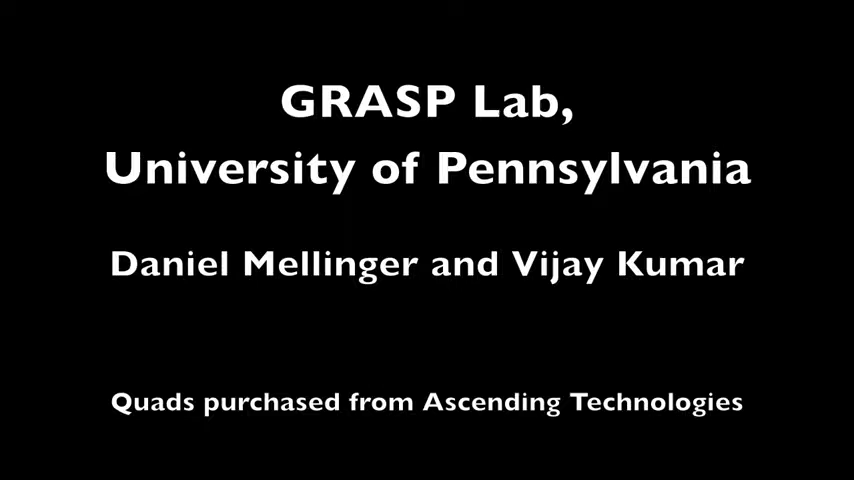 GRASP Lab,
University of Pennsylvania
Daniel Mellinger and Vijay Kumar
Quads purchased from Ascending Technologies